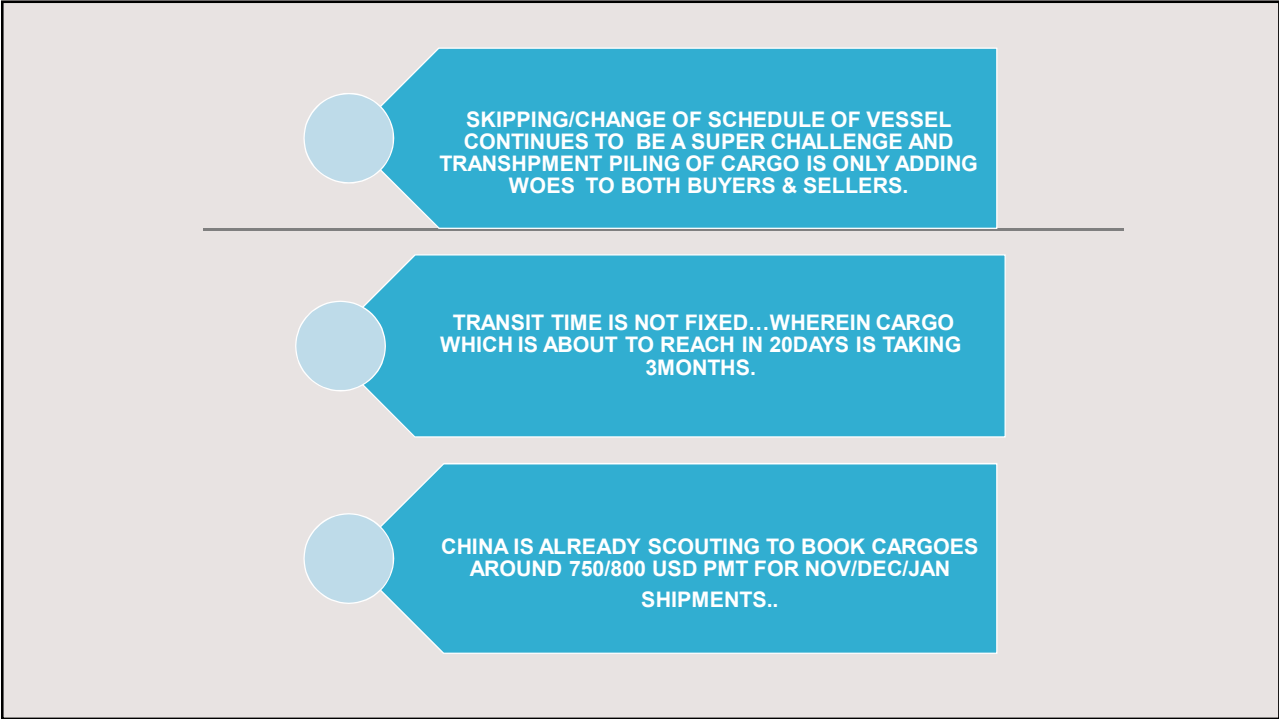 SKIPPING/CHANGE OF SCHEDULE OF VESSEL
CONTINUES TO  BE A SUPER CHALLENGE AND
TRANSHPMENT PILING OF CARGO IS ONLY ADDING
WOES  TO BOTH BUYERS & SELLERS.
TRANSIT TIME IS NOT FIXED...WHEREIN CARGO
WHICH IS ABOUT TO REACH IN 20DAYS IS TAKING
3MONTHS.
CHINA IS ALREADY SCOUTING TO BOOK CARGOES
AROUND 750/800 USD PMT FOR NOV/DEC/JAN
SHIPMENTS..